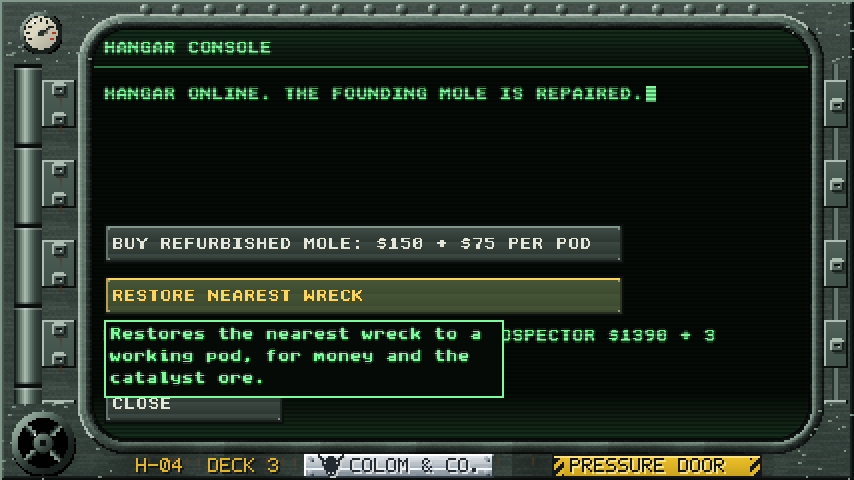 HANGAR CONSOLE
HANGAR ONLINE. THE FOUNDING MOLE IS REPAIRED.
BUY REFURBISHED MOLE: $150 + $75 PER POD
RESTORE NEAREST WRECK
$1390 + 3
Restores the nearest wreck to a
working pod, for money and the
catalyst ore.
CLOSE
H-04 DECK 3
COLOM & CO.
PRESSURE DOOR